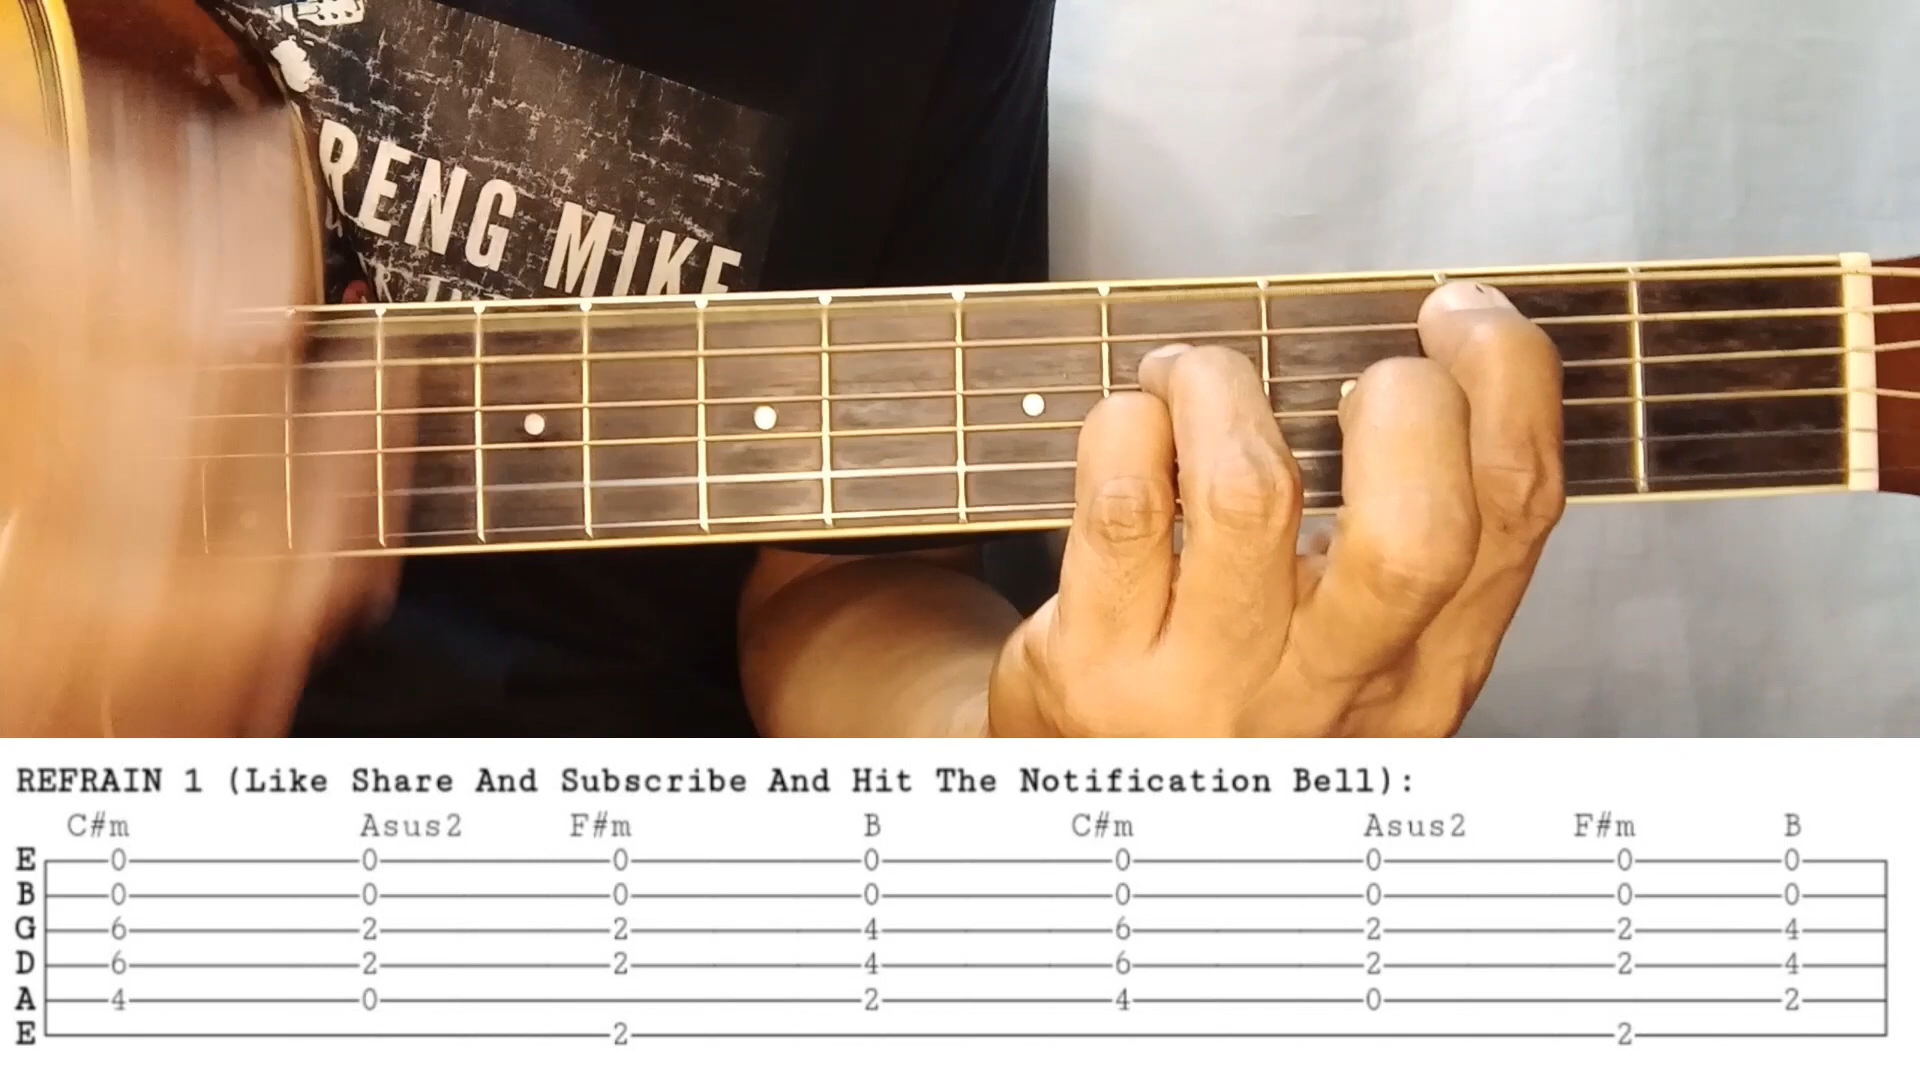 RENG MIKE
REFRAIN 1 (Like Share And Subscribe And Hit The Notification Bell):
C#m Asus2 F#m B C#m Asus2 F#m B
E 0 0 0 0 0 0 0 0
B 0 0 0 0 0 0 0 0
G 6 2 2 4 6 2 2 4
D 6 2 2 4 6 2 2 4
A 4 0 2 4 0 2
E 2 2